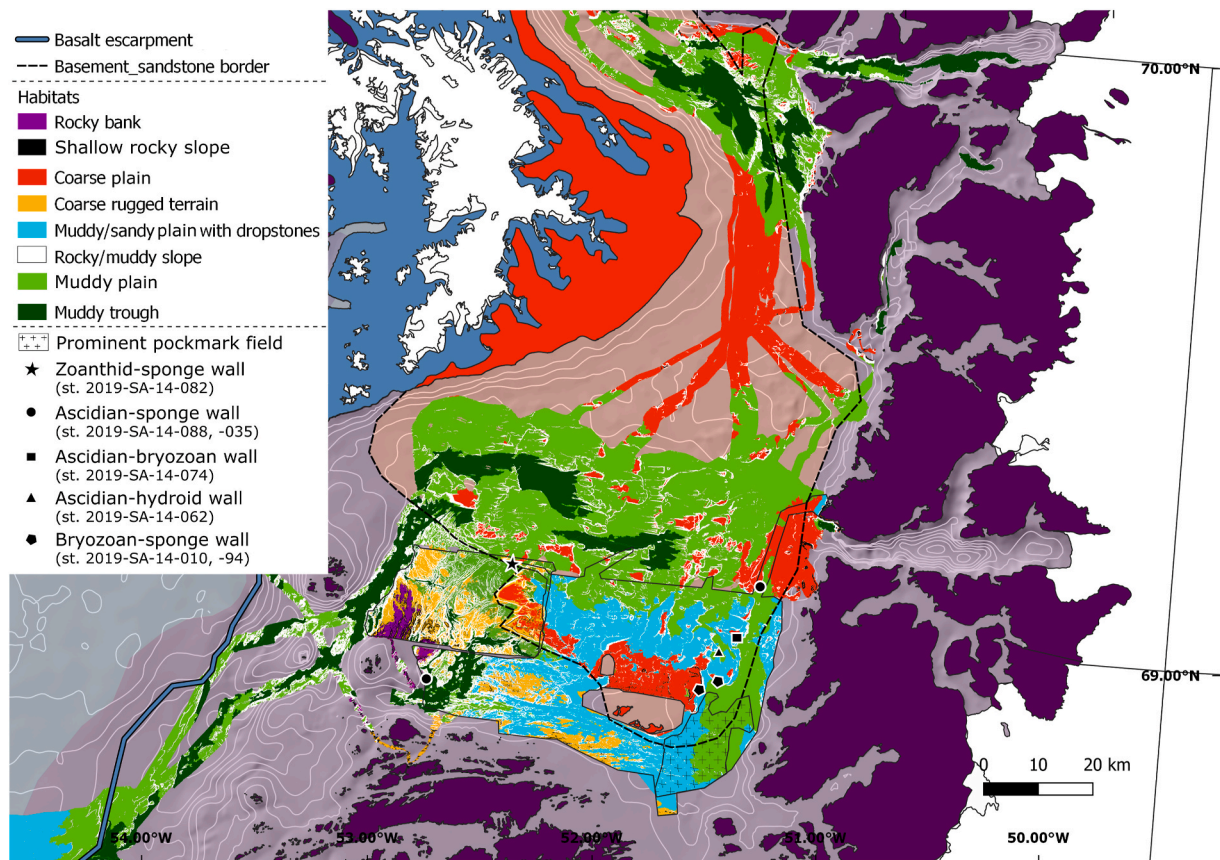 Basalt escarpment
Basement_sandstone border
Habitats
Rocky bank
Shallow rocky slope
Coarse plain
Coarse rugged terrain
Muddy/sandy plain with dropstones
Rocky/muddy slope
Muddy plain
Muddy trough
Prominent pockmark field
Zoanthid-sponge wall
(st. 2019-SA-14-082)
Ascidian-sponge wall
(st. 2019-SA-14-088, -035)
Ascidian-bryozoan wall
(st. 2019-SA-14-074)
Ascidian-hydroid wall
(st. 2019-SA-14-062)
Bryozoan-sponge wall
(st. 2019-SA-14-010, -94)
70.00°N
69.00°N
0 10 20 km
54.00°W 53.00°W 52.00°W 51.00°W 50.00°W